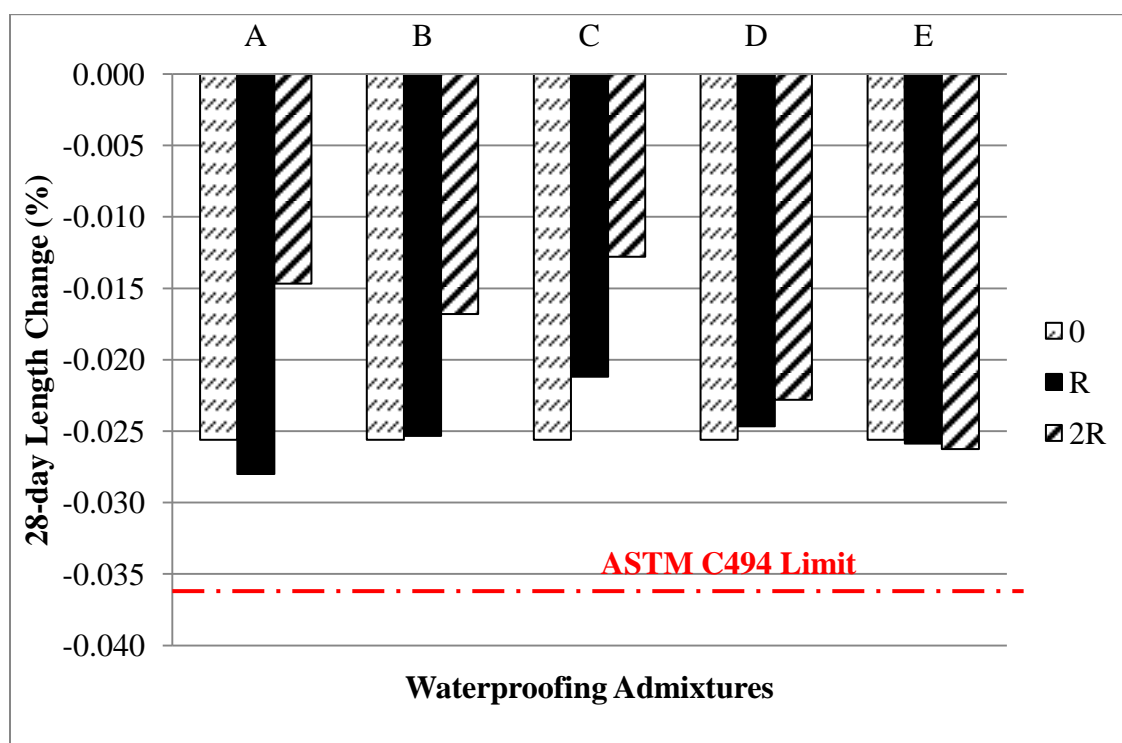 A B C D E
0.000
-0.005
-0.010
-0.015
-0.020
-0.025
-0.030
-0.035
-0.040
28-day Length Change (%)
ASTM C494 Limit
0
R
2R
Waterproofing Admixtures